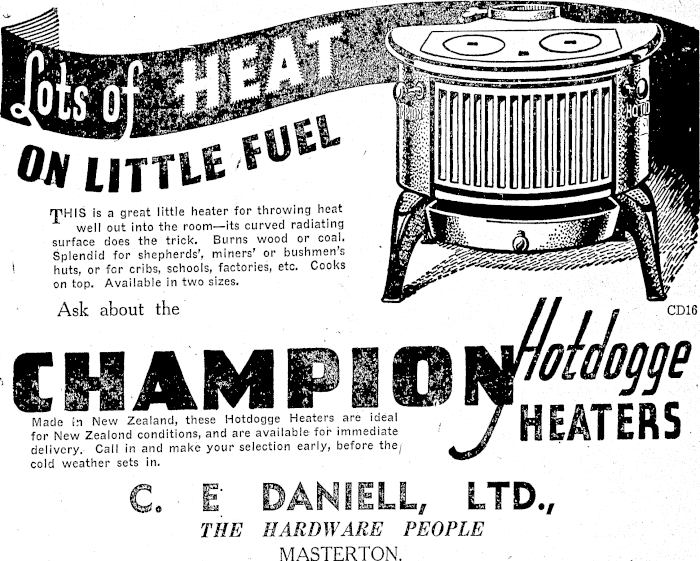 Lots of HEAT
ON LITTLE FUEL
THIS is a great little heater for throwing heat
well out into the room—its curved radiating
surface does the trick. Burns wood or coal.
Splendid for shepherds', miners' or bushmen's
huts, or for cribs, schools, factories, etc. Cooks
on top. Available in two sizes.
Ask about the
CD16
CHAMPION Hotdogge
HEATERS
Made in New Zealand, these Hotdogge Heaters are ideal
for New Zealand conditions, and are available for immediate
delivery. Call in and make your selection early, before the
cold weather sets in.
C. E DANIELL, LTD.,
THE HARDWARE PEOPLE
MASTERTON.